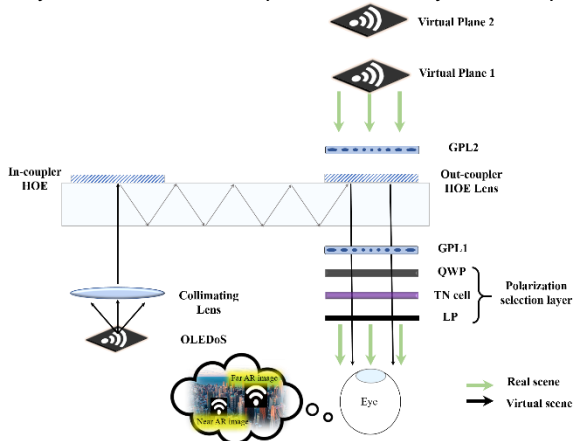 Virtual Plane 2
Virtual Plane 1
GPL2
In-coupler
HOE
Out-coupler
HOE Lens
GPL1
QWP
TN cell
LP
Polarization
selection layer
Collimating
Lens
OLEDoS
Far AR image
Near AR image
Eye
Real scene
Virtual scene